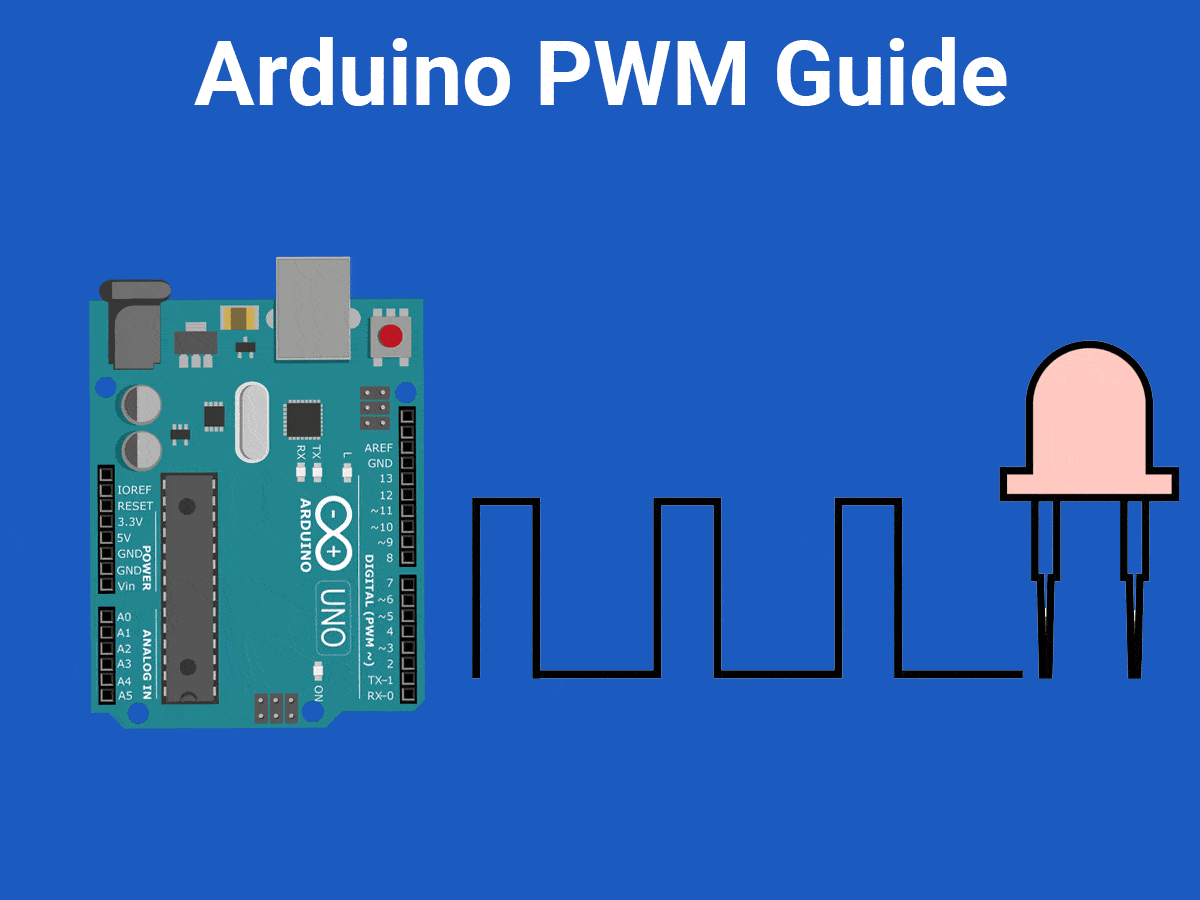 Arduino PWM Guide
AREF
GND
13
12
~11
~10
~9
8
7
~6
~5
4
~3
2
TX→1
RX←0
DIGITAL (PWM ~)
RX
TX
L
ARDUINO
UNO
ON
IOREF
RESET
3.3V
5V
GND
GND
Vin
POWER
A0
A1
A2
A3
A4
A5
ANALOG IN